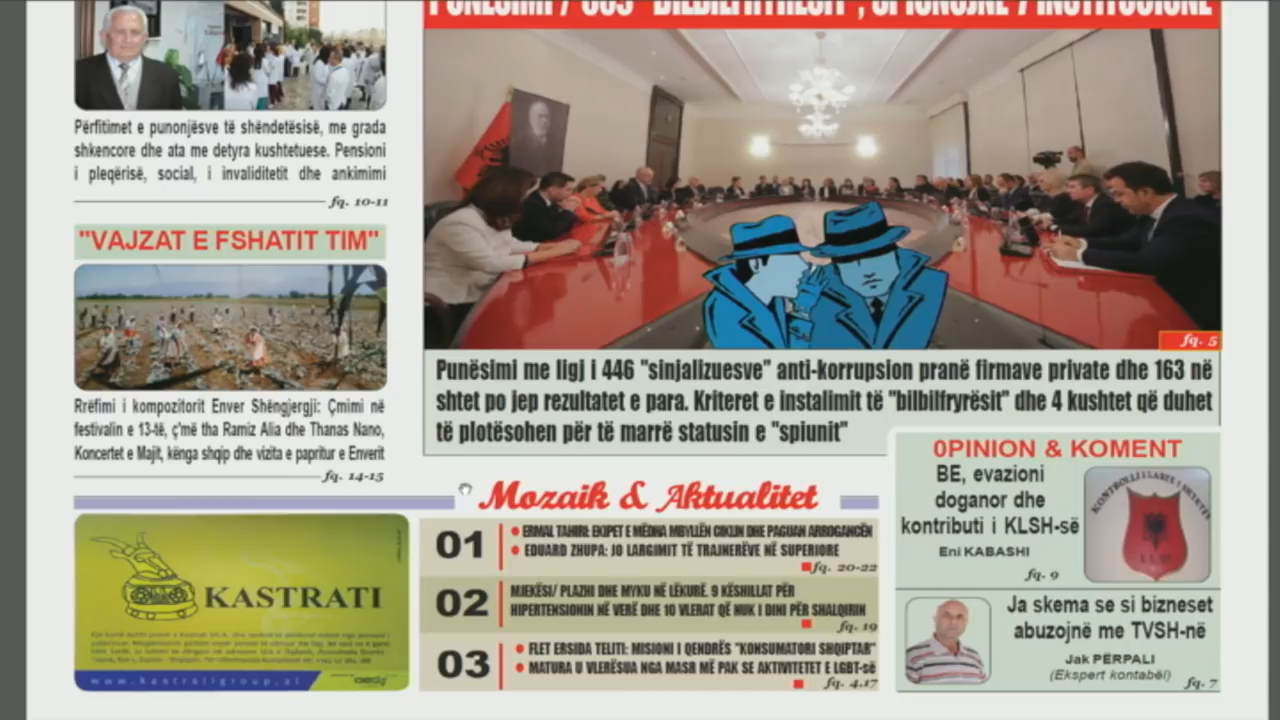 Përfitimet e punonjësve të shëndetësisë, me grada
shkencore dhe ata me detyra kushtetuese. Pensioni
i pleqërisë, social, i invaliditetit dhe ankimimi
fq. 10-11
"VAJZAT E FSHATIT TIM"
Rrëfimi i kompozitorit Enver Shëngjergji: Çmimi në
festivalin e 13-të, ç'më tha Ramiz Alia dhe Thanas Nano,
Koncertet e Majit, kënga shqip dhe vizita e papritur e Enverit
fq. 14-15
KASTRATI
www.kastratigroup.al
fq. 5
Punësimi me ligj i 446 "sinjalizuesve" anti-korrupsion pranë firmave private dhe 163 në
shtet po jep rezultatet e para. Kriteret e instalimit të "bilbilfryrësit" dhe 4 kushtet që duhet
të plotësohen për të marrë statusin e "spiunit"
Mozaik & Aktualitet
01
ERMAL TAHIRI: EKIPET E MËDHA MBYLLËN CIKLIN DHE PAGUAN ARROGANCËN
EDUARD ZHUPA: JO LARGIMIT TË TRAJNERËVE NË SUPERIORE
fq. 20-22
02
MJEKËSI/ PLAZHI DHE MYKU NË LËKURË. 9 KËSHILLAT PËR
HIPERTENSIONIN NË VERË DHE 10 VLERAT QË NUK I DINI PËR SHALQIRIN
fq. 19
03
FLET ERSIDA TELITI: MISIONI I QENDRËS "KONSUMATORI SHQIPTAR"
MATURA U VLERËSUA NGA MASR MË PAK SE AKTIVITETET E LGBT-së
fq. 4,17
OPINION & KOMENT
BE, evazioni
doganor dhe
kontributi i KLSH-së
Eni KABASHI
fq. 9
KONTROLLI I LARTE I SHTETIT
Ja skema se si bizneset
abuzojnë me TVSH-në
Jak PËRPALI
(Ekspert kontabël)
fq. 7